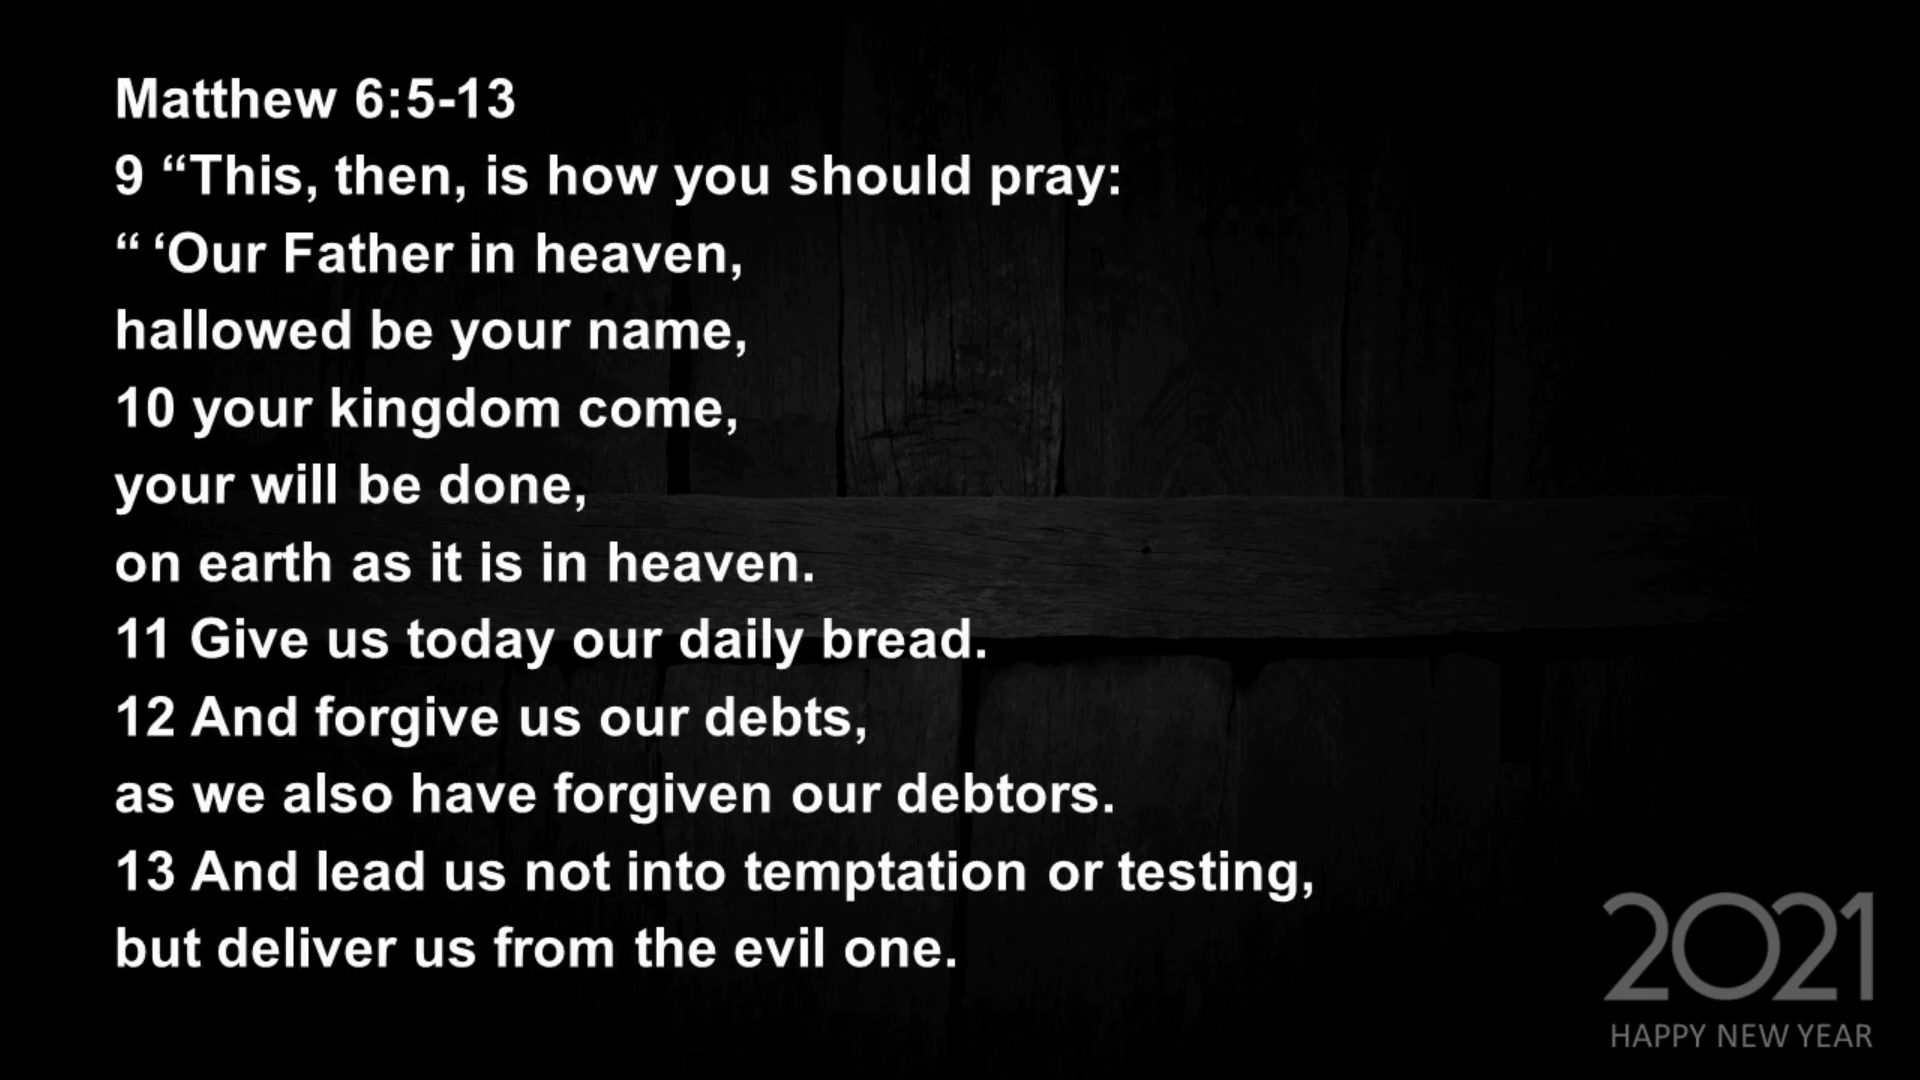 Matthew 6:5-13
9 “This, then, is how you should pray:
“ ‘Our Father in heaven,
hallowed be your name,
10 your kingdom come,
your will be done,
on earth as it is in heaven.
11 Give us today our daily bread.
12 And forgive us our debts,
as we also have forgiven our debtors.
13 And lead us not into temptation or testing,
but deliver us from the evil one.
2021
HAPPY NEW YEAR